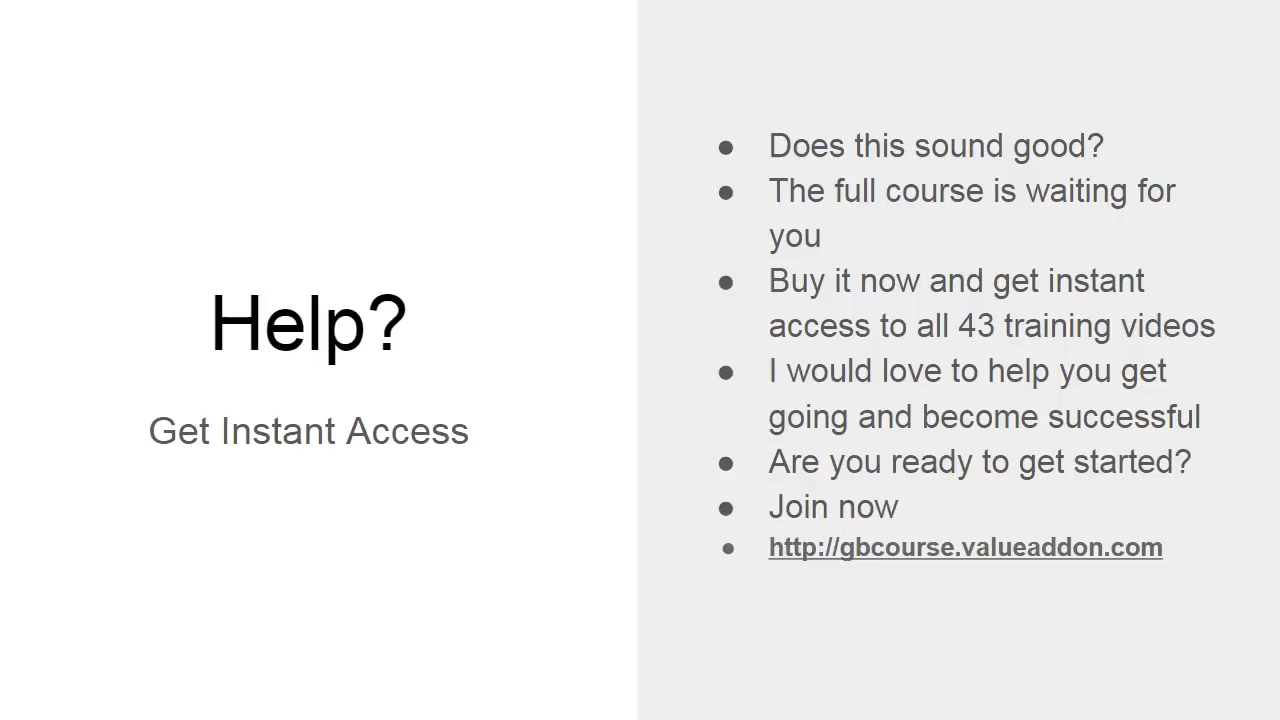 Help?
Get Instant Access
● Does this sound good?
● The full course is waiting for
you
● Buy it now and get instant
access to all 43 training videos
● I would love to help you get
going and become successful
● Are you ready to get started?
● Join now
● http://gbcourse.valueaddon.com